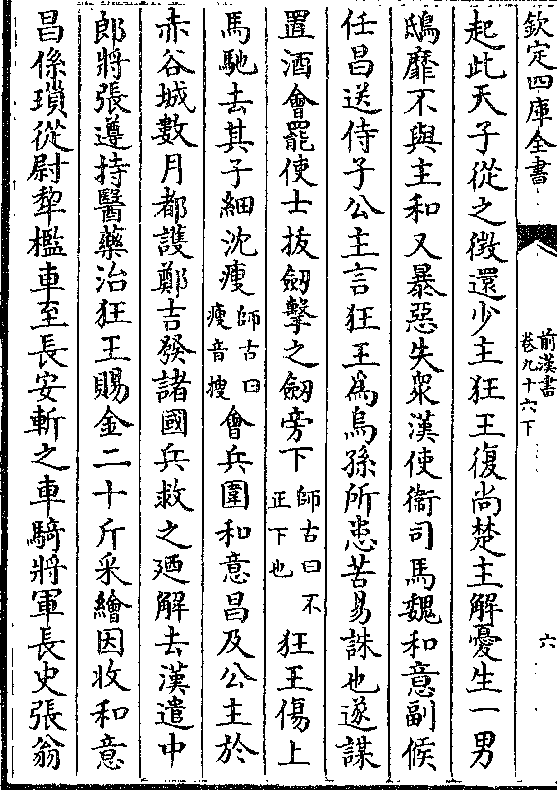 欽定四庫全書
前漢書
卷九十六下
六
起此天子從之徴還少主狂王復尚楚主解憂生一男
鴟靡不與主和又暴惡失衆漢使衛司馬魏和意副𠋫
任昌送侍子公主言狂王為烏孫所患苦易誅也遂謀
置酒會罷使士拔劒擊之劒旁下師古曰不正下也狂王傷上
馬馳去其子細沈瘦師古曰瘦音搜會兵圍和意昌及公主於
赤谷城數月都䕶鄭吉發諸國兵救之廼解去漢遣中
郎將張遵持醫藥治狂王賜金二十斤采繒因收和意
昌係瑣從尉犁檻車至長安斬之車騎將軍長史張翁